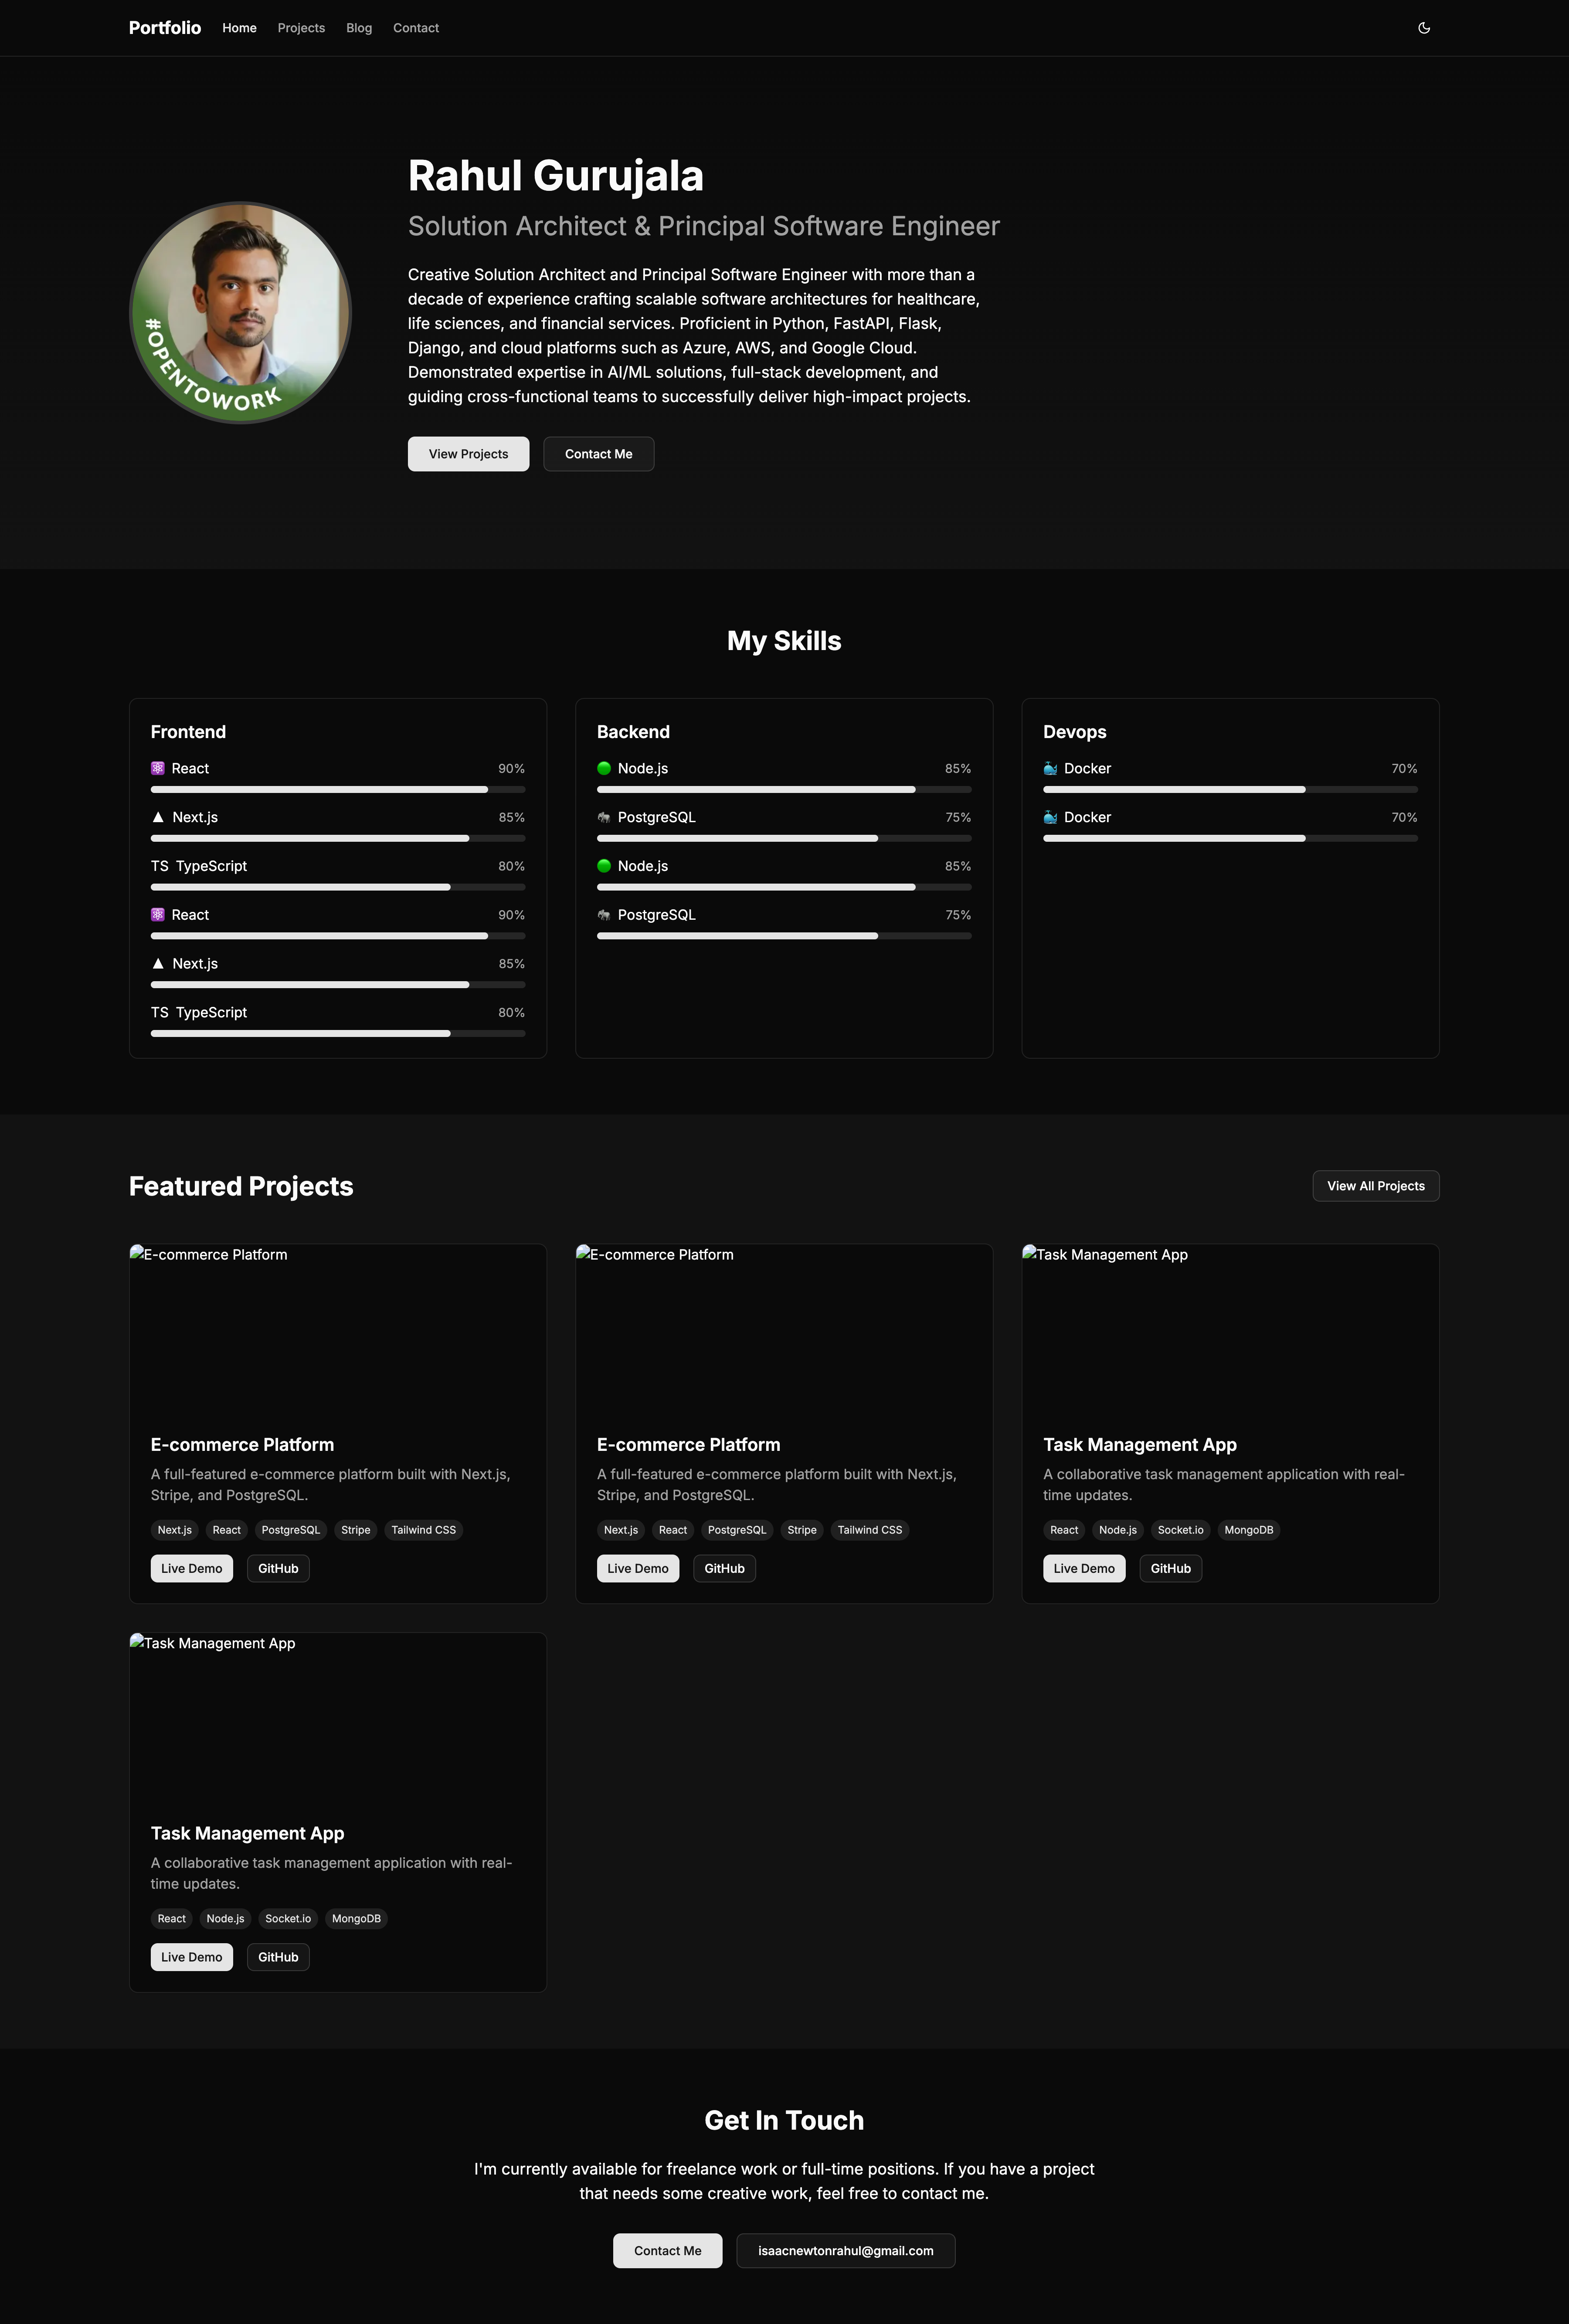 Portfolio Home Projects Blog Contact
Rahul Gurujala
Solution Architect & Principal Software Engineer
Creative Solution Architect and Principal Software Engineer with more than a
decade of experience crafting scalable software architectures for healthcare,
life sciences, and financial services. Proficient in Python, FastAPI, Flask,
Django, and cloud platforms such as Azure, AWS, and Google Cloud.
Demonstrated expertise in AI/ML solutions, full-stack development, and
guiding cross-functional teams to successfully deliver high-impact projects.
#OPENTOWORK
View Projects Contact Me
My Skills
Frontend
React 90%
Next.js 85%
TS TypeScript 80%
React 90%
Next.js 85%
TS TypeScript 80%
Backend
Node.js 85%
PostgreSQL 75%
Node.js 85%
PostgreSQL 75%
Devops
Docker 70%
Docker 70%
Featured Projects
View All Projects
E-commerce Platform
E-commerce Platform
A full-featured e-commerce platform built with Next.js,
Stripe, and PostgreSQL.
Next.js React PostgreSQL Stripe Tailwind CSS
Live Demo GitHub
E-commerce Platform
E-commerce Platform
A full-featured e-commerce platform built with Next.js,
Stripe, and PostgreSQL.
Next.js React PostgreSQL Stripe Tailwind CSS
Live Demo GitHub
Task Management App
Task Management App
A collaborative task management application with real-
time updates.
React Node.js Socket.io MongoDB
Live Demo GitHub
Task Management App
Task Management App
A collaborative task management application with real-
time updates.
React Node.js Socket.io MongoDB
Live Demo GitHub
Get In Touch
I'm currently available for freelance work or full-time positions. If you have a project
that needs some creative work, feel free to contact me.
Contact Me isaacnewtonrahul@gmail.com